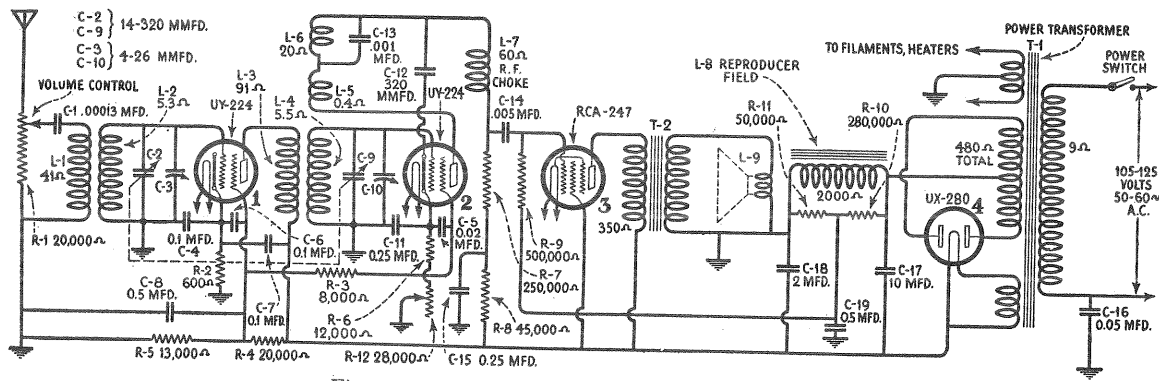 C-2
C-9
14-320 MMFD.
C-3
C-10
4-26 MMFD.
VOLUME CONTROL
C-1 .00013 MFD.
L-1
41Ω
R-1 20,000Ω
L-2
5.3Ω
C-2
C-3
UY-224
L-3
91Ω
1
0.1 MFD.
C-4
C-6
0.1 MFD.
R-2
600Ω
C-7
0.1 MFD.
C-8
0.5 MFD.
R-5 13,000Ω
R-4 20,000Ω
L-4
5.5Ω
L-6
20Ω
L-5
0.4Ω
C-13
.001
MFD.
C-12
320
MMFD.
UY-224
C-9
C-10
2
C-11
0.25 MFD.
C-5
0.02
MFD.
R-3
8,000Ω
R-6
12,000Ω
R-12 28,000Ω
C-15 0.25 MFD.
L-7
60Ω
R.F.
CHOKE
C-14
.005 MFD.
R-9
500,000Ω
R-7
250,000Ω
R-8 45,000Ω
RCA-247
3
T-2
350Ω
L-9
L-8 REPRODUCER
FIELD
R-11
50,000Ω
R-10
280,000Ω
2000Ω
C-18
2 MFD.
C-19
0.5 MFD.
C-17
10 MFD.
TO FILAMENTS, HEATERS
POWER TRANSFORMER
T-1
POWER
SWITCH
480Ω
TOTAL
9Ω
UX-280
4
105-125
VOLTS
50-60~
A.C.
C-16
0.05 MFD.